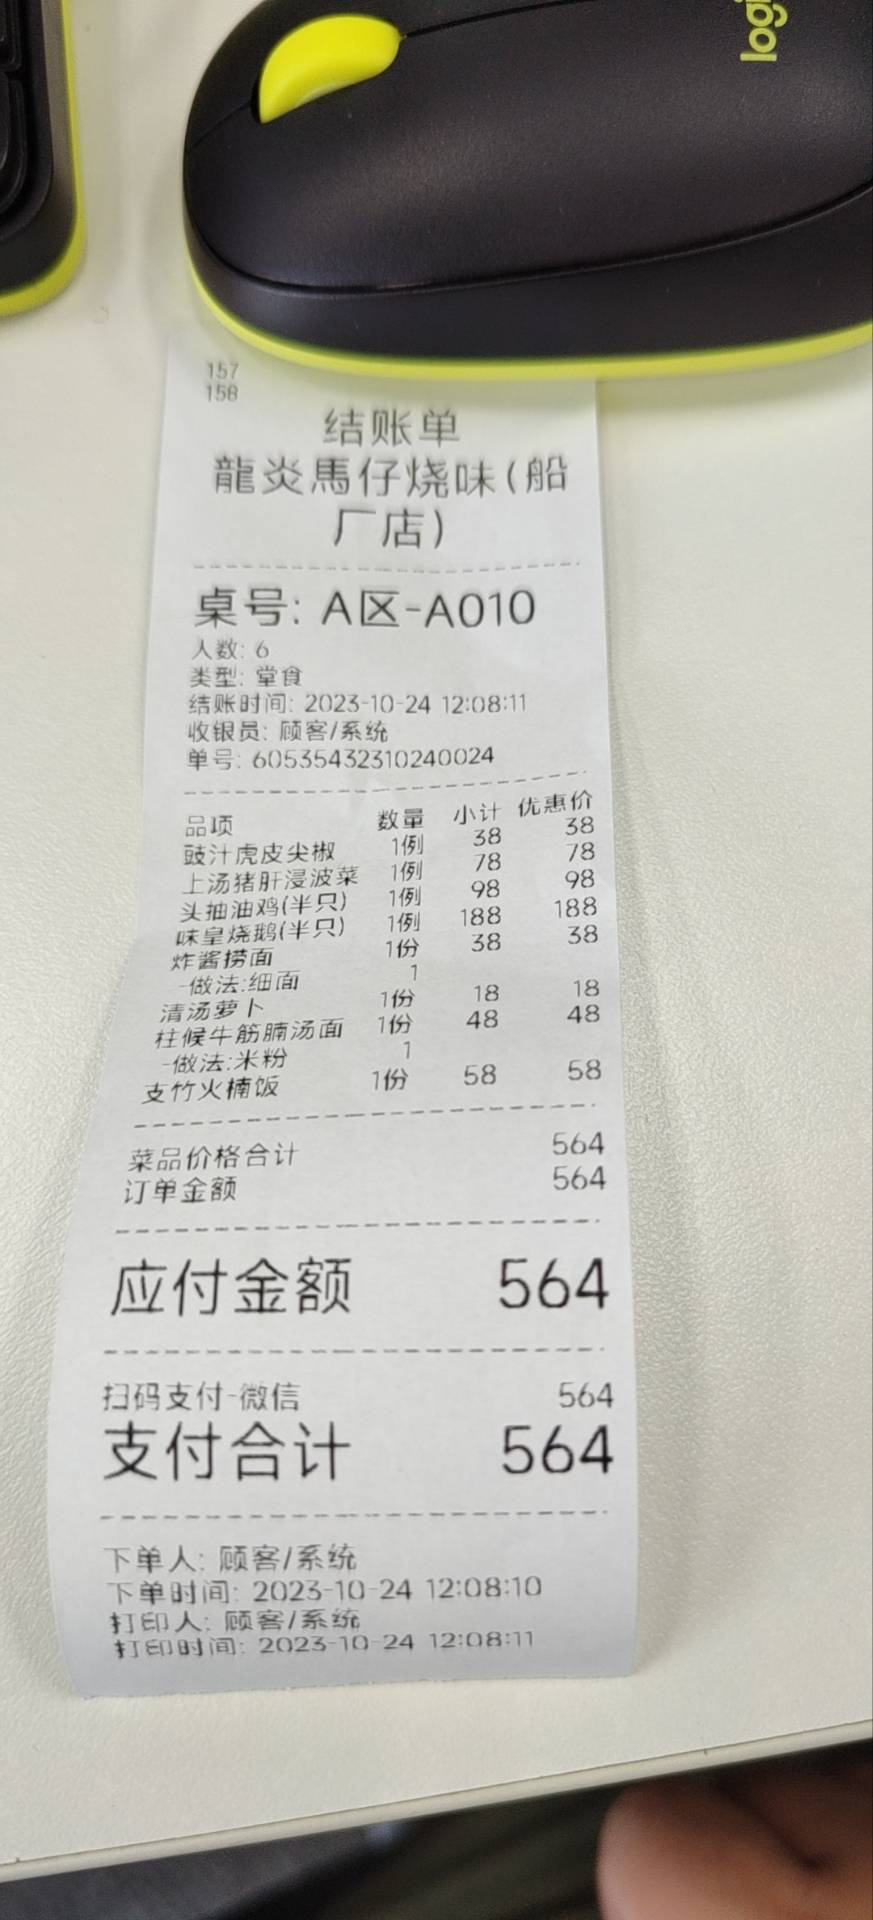 logi
157
158
结账单
龍炎馬仔烧味(船
厂店)
桌号: A区-A010
人数: 6
类型: 堂食
结账时间: 2023-10-24 12:08:11
收银员: 顾客/系统
单号: 605354323102​40024
品项 数量 小计 优惠价
豉汁虎皮尖椒 1例 38 38
上汤猪肝浸波菜 1例 78 78
头抽油鸡(半只) 1例 98 98
味皇烧鹅(半只) 1例 188 188
炸酱捞面 1份 38 38
-做法:细面 1
清汤萝卜 1份 18 18
柱候牛筋腩汤面 1份 48 48
-做法:米粉 1
支竹火楠饭 1份 58 58
菜品价格合计 564
订单金额 564
应付金额 564
扫码支付-微信 564
支付合计 564
下单人: 顾客/系统
下单时间: 2023-10-24 12:08:10
打印人: 顾客/系统
打印时间: 2023-10-24 12:08:11